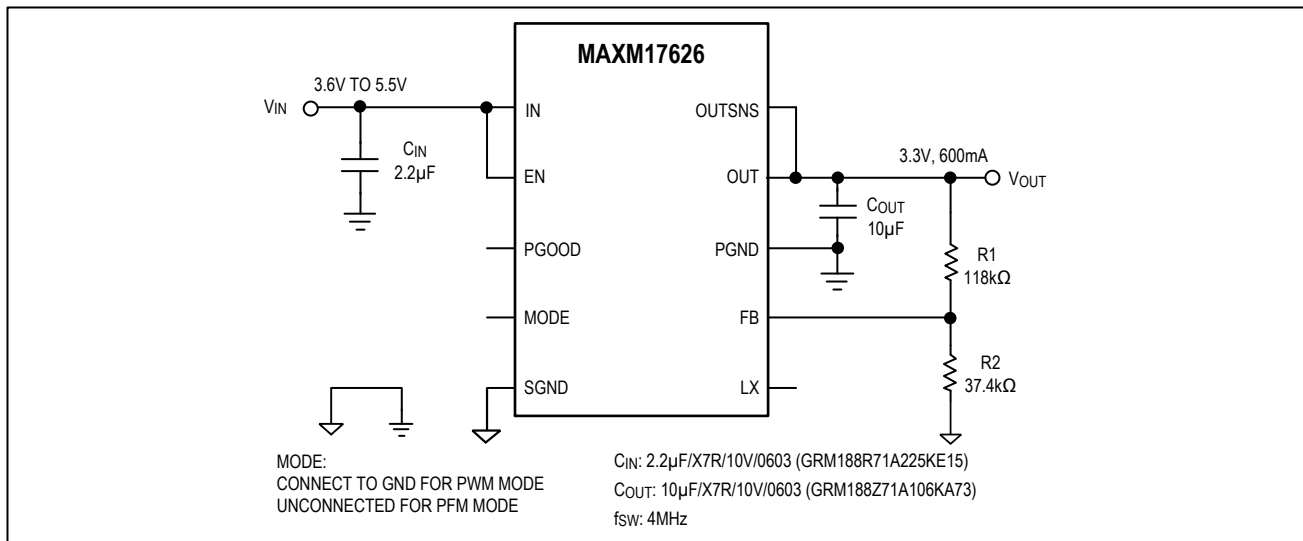 MAXM17626
3.6V TO 5.5V
VIN
IN
OUTSNS
CIN
2.2µF
EN
OUT
3.3V, 600mA
VOUT
COUT
10µF
PGOOD
PGND
R1
118kΩ
MODE
FB
R2
37.4kΩ
SGND
LX
MODE:
CONNECT TO GND FOR PWM MODE
UNCONNECTED FOR PFM MODE
CIN: 2.2µF/X7R/10V/0603 (GRM188R71A225KE15)
COUT: 10µF/X7R/10V/0603 (GRM188Z71A106KA73)
fSW: 4MHz